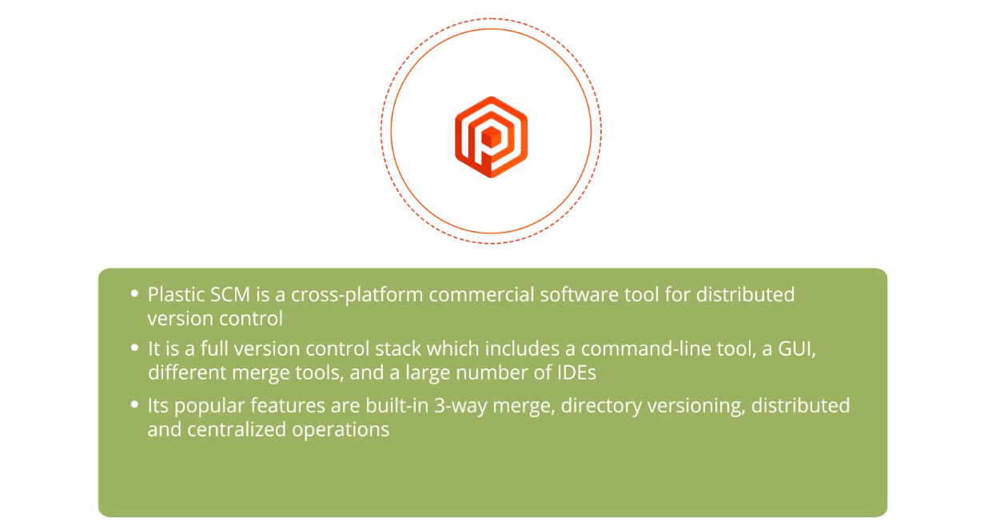 • Plastic SCM is a cross-platform commercial software tool for distributed
version control
• It is a full version control stack which includes a command-line tool, a GUI,
different merge tools, and a large number of IDEs
• Its popular features are built-in 3-way merge, directory versioning, distributed
and centralized operations